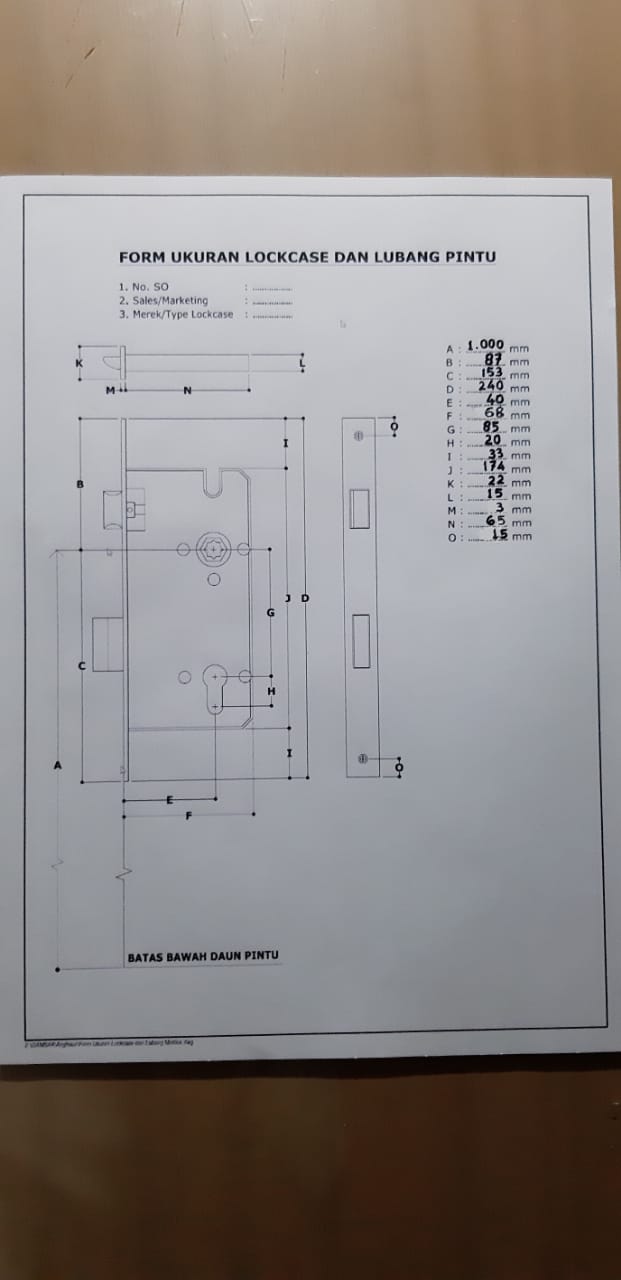 FORM UKURAN LOCKCASE DAN LUBANG PINTU
1. No. SO : ..............
2. Sales/Marketing : ..............
3. Merek/Type Lockcase : ..............
A : 1.000 mm
B : 87 mm
C : 153 mm
D : 240 mm
E : 40 mm
F : 68 mm
G : 85 mm
H : 20 mm
I : 33 mm
J : 174 mm
K : 22 mm
L : 15 mm
M : 3 mm
N : 65 mm
O : 15 mm
K
L
M
N
I
O
B
J
D
G
C
H
I
A
O
E
F
BATAS BAWAH DAUN PINTU